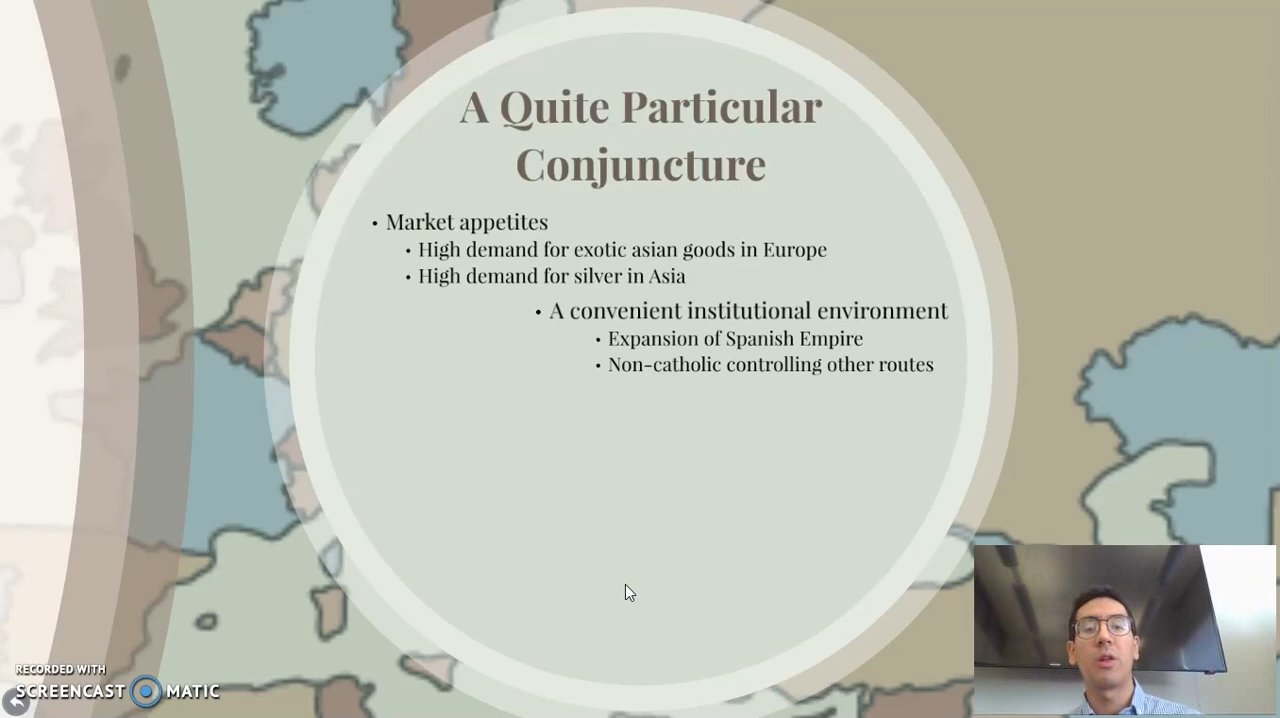 A Quite Particular
Conjuncture
• Market appetites
• High demand for exotic asian goods in Europe
• High demand for silver in Asia
• A convenient institutional environment
• Expansion of Spanish Empire
• Non-catholic controlling other routes
RECORDED WITH
SCREENCAST MATIC